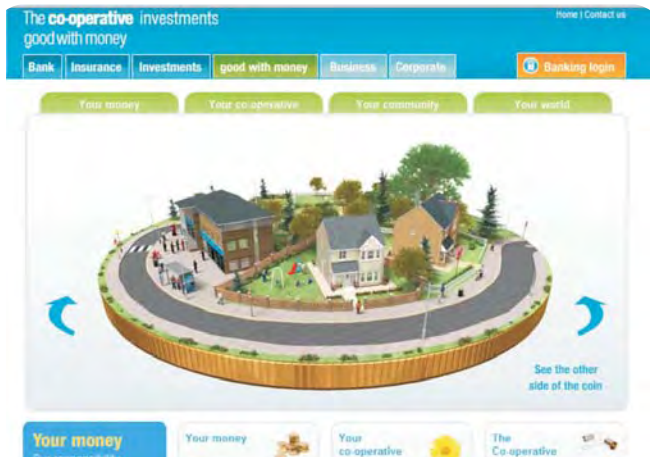 The co-operative investments
good with money
Home | Contact us
Bank Insurance Investments good with money Business Corporate Banking login
Your money Your co-operative Your community Your world
See the other
side of the coin
Your money
Your money
Your
co-operative
The
Co-operative